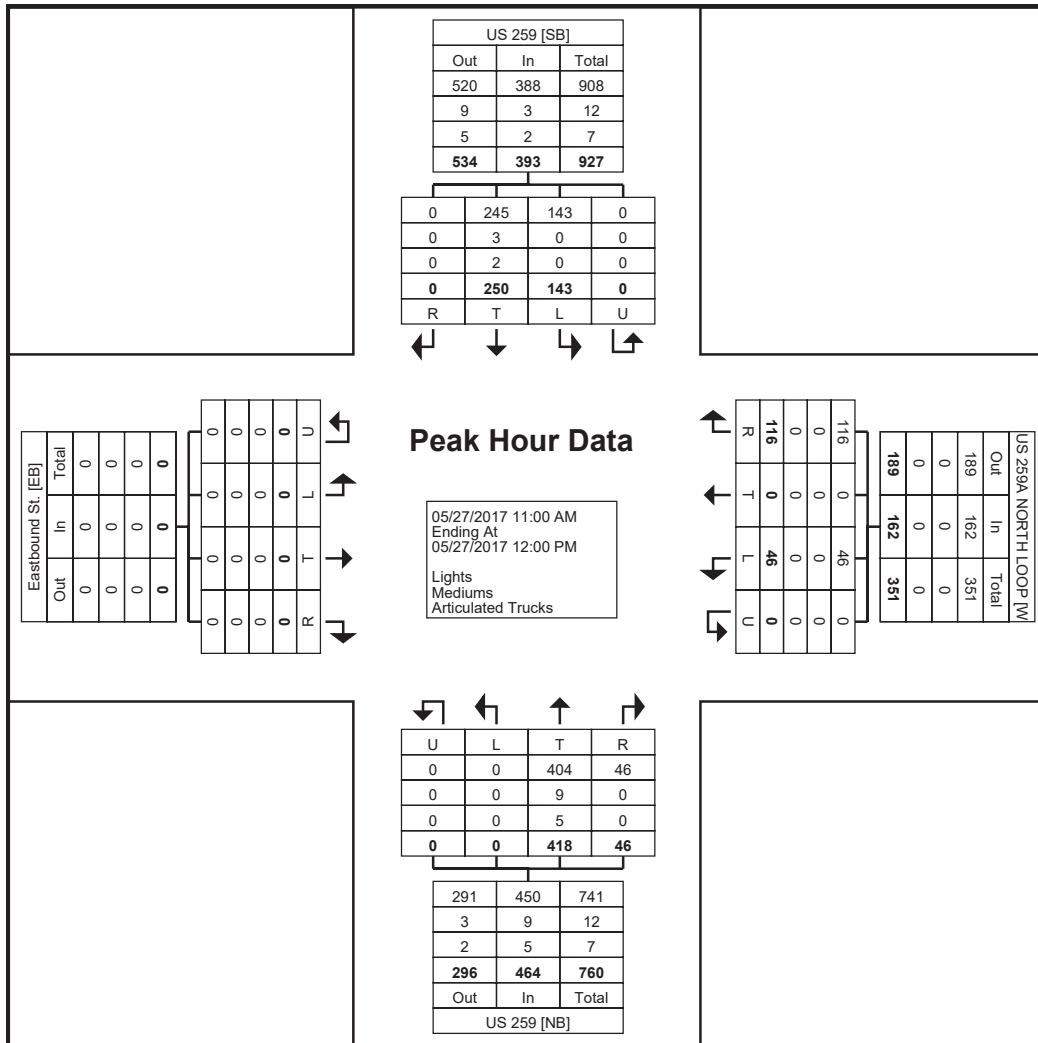 US 259 [SB]
Out In Total
520 388 908
9 3 12
5 2 7
534 393 927
0 245 143 0
0 3 0 0
0 2 0 0
0 250 143 0
R T L U
Peak Hour Data
05/27/2017 11:00 AM
Ending At
05/27/2017 12:00 PM
Lights
Mediums
Articulated Trucks
Eastbound St. [EB]
Total In Out
0 0 0
0 0 0
0 0 0
0 0 0
0 0 0 0
0 0 0 0
0 0 0 0
0 0 0 0
U L T R
US 259A NORTH LOOP [W
Out In Total
189 162 351
0 0 0
0 0 0
189 162 351
116 0 46 0
0 0 0 0
0 0 0 0
116 0 46 0
R T L U
U L T R
0 0 404 46
0 0 9 0
0 0 5 0
0 0 418 46
291 450 741
3 9 12
2 5 7
296 464 760
Out In Total
US 259 [NB]